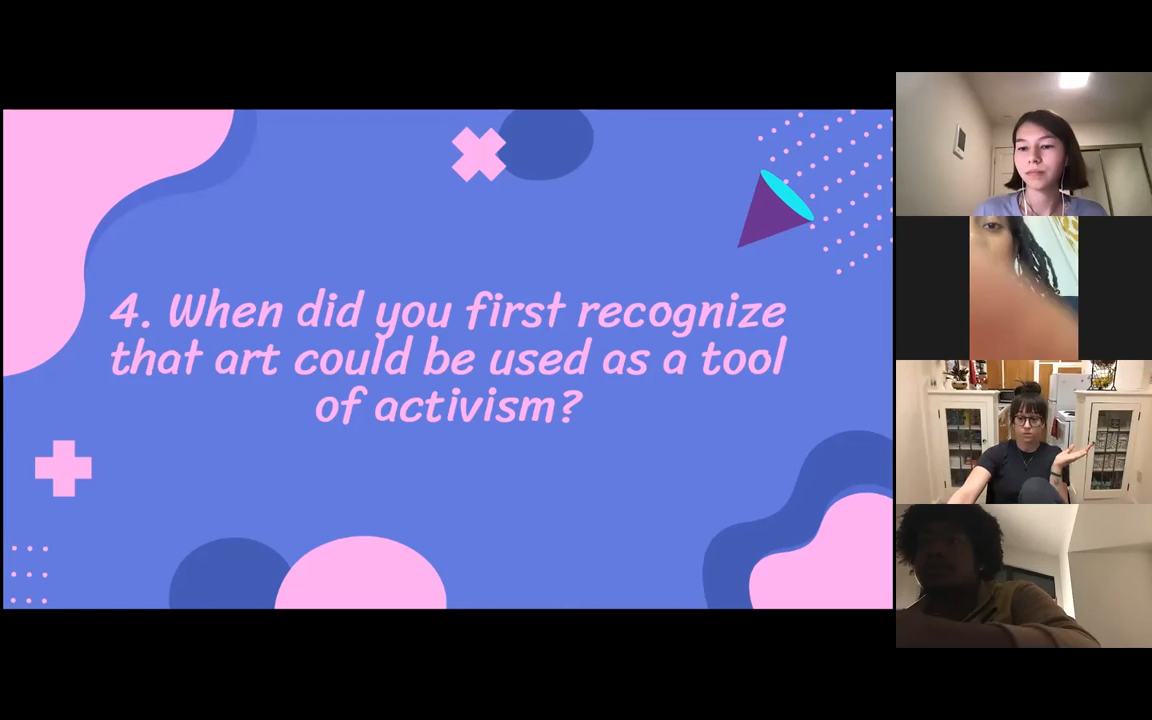 4. When did you first recognize
that art could be used as a tool
of activism?